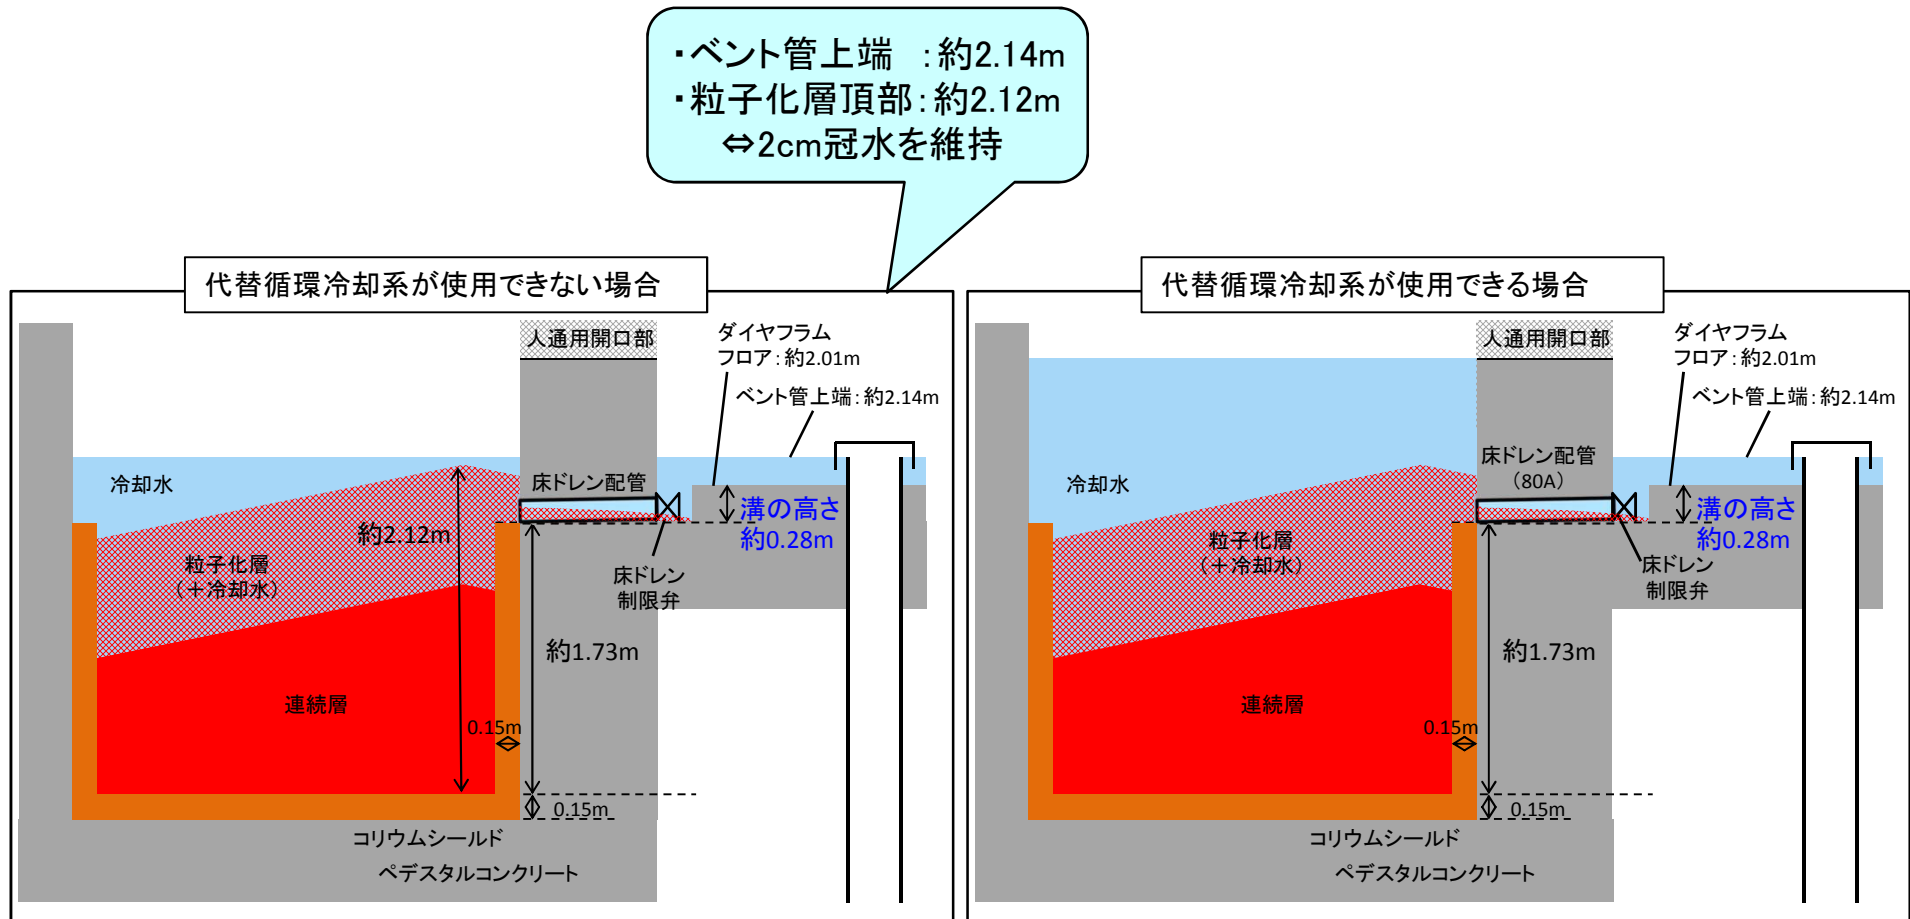 ・ベント管上端　：約2.14m
・粒子化層頂部：約2.12m
⇔2cm冠水を維持
代替循環冷却系が使用できない場合
人通用開口部
ダイヤフラム
フロア：約2.01m
ベント管上端：約2.14m
冷却水
床ドレン配管
溝の高さ
約0.28m
約2.12m
粒子化層
（＋冷却水）
床ドレン
制限弁
約1.73m
連続層
0.15m
0.15m
コリウムシールド
ペデスタルコンクリート
代替循環冷却系が使用できる場合
人通用開口部
ダイヤフラム
フロア：約2.01m
ベント管上端：約2.14m
冷却水
床ドレン配管
（80A）
溝の高さ
約0.28m
粒子化層
（＋冷却水）
床ドレン
制限弁
約1.73m
連続層
0.15m
0.15m
コリウムシールド
ペデスタルコンクリート